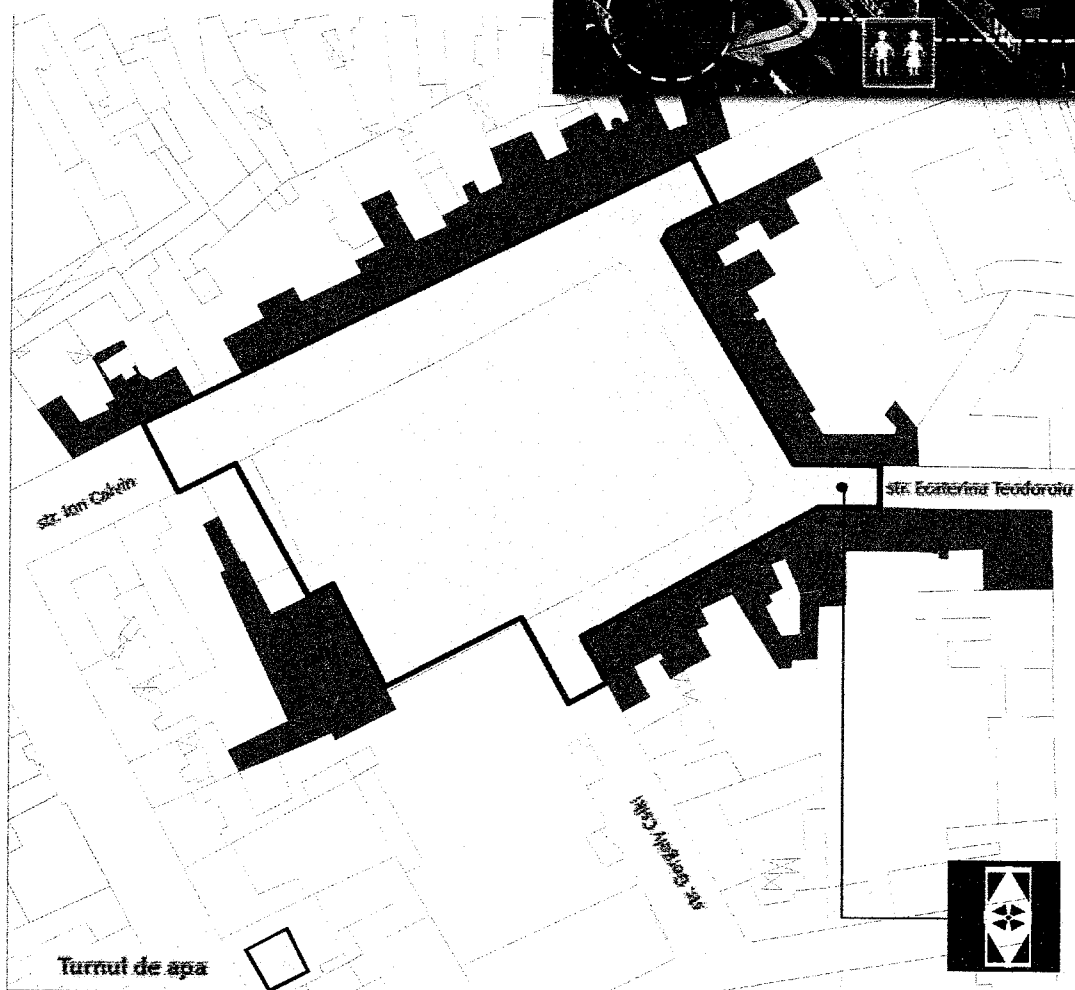 str. Ion Calvin
str. Ecaterina Teodoroiu
str. Gergely Csiki
Turnul de apa